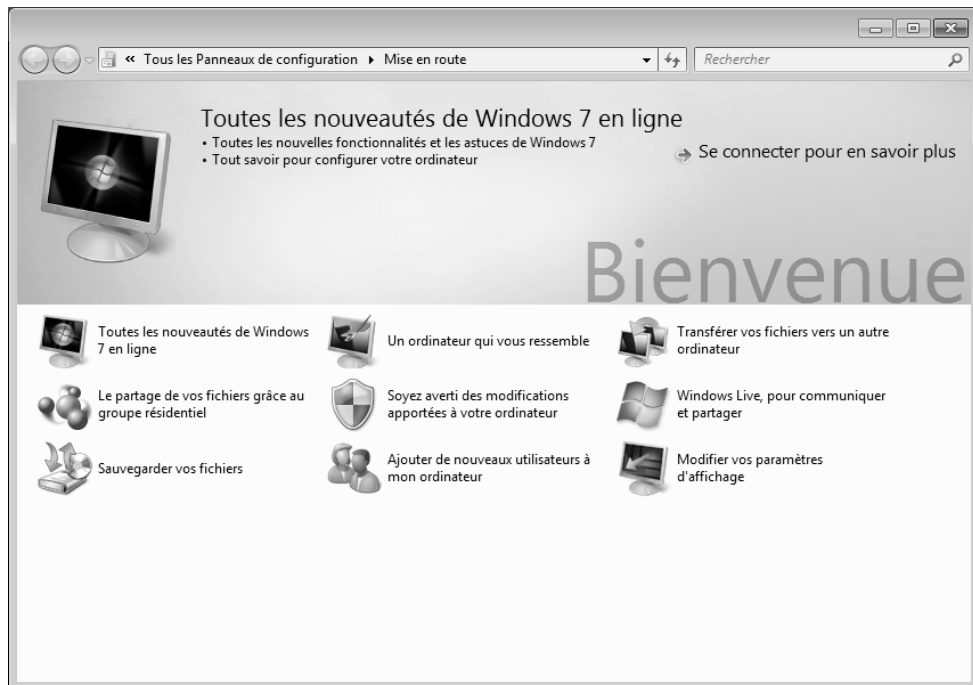 « Tous les Panneaux de configuration ▸ Mise en route
Rechercher
Toutes les nouveautés de Windows 7 en ligne
• Toutes les nouvelles fonctionnalités et les astuces de Windows 7
• Tout savoir pour configurer votre ordinateur
Se connecter pour en savoir plus
Bienvenue
Toutes les nouveautés de Windows
7 en ligne
Un ordinateur qui vous ressemble
Transférer vos fichiers vers un autre
ordinateur
Le partage de vos fichiers grâce au
groupe résidentiel
Soyez averti des modifications
apportées à votre ordinateur
Windows Live, pour communiquer
et partager
Sauvegarder vos fichiers
Ajouter de nouveaux utilisateurs à
mon ordinateur
Modifier vos paramètres
d'affichage